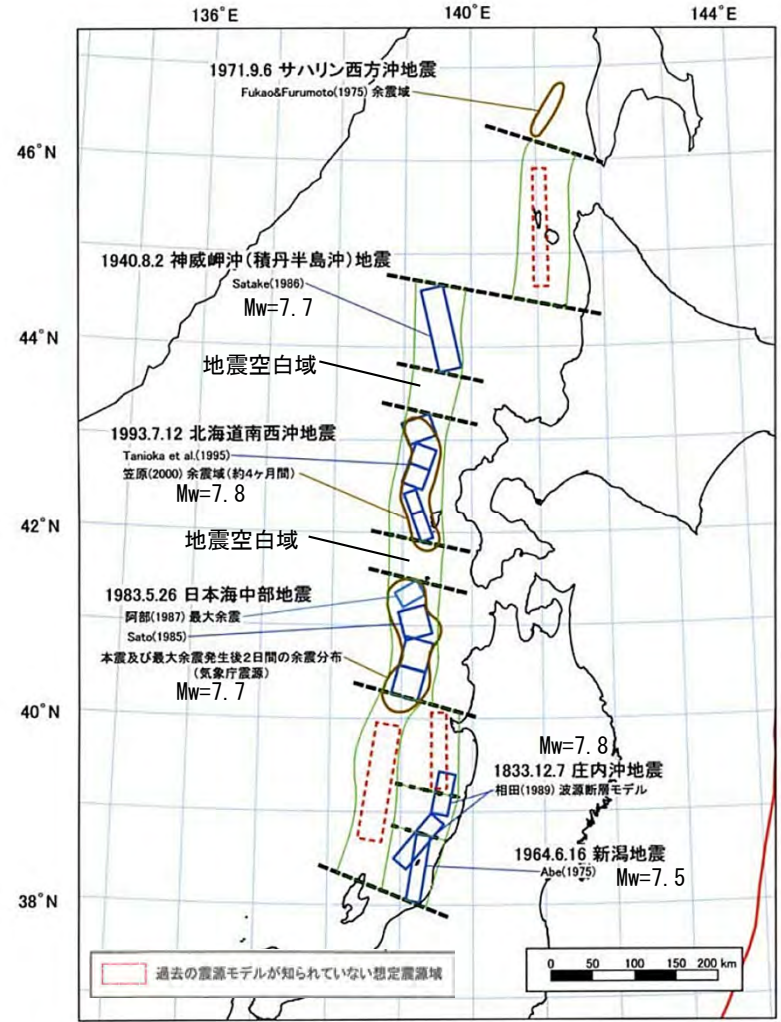 136°E
140°E
144°E
1971.9.6 サハリン西方沖地震
Fukao&Furumoto(1975) 余震域
46°N
1940.8.2 神威岬沖(積丹半島沖)地震
Satake(1986)
Mw=7.7
44°N
地震空白域
1993.7.12 北海道南西沖地震
Tanioka et al.(1995)
笠原(2000) 余震域(約4ヶ月間)
Mw=7.8
42°N
地震空白域
1983.5.26 日本海中部地震
阿部(1987) 最大余震
Sato(1985)
本震及び最大余震発生後2日間の余震分布
(気象庁震源)
Mw=7.7
40°N
Mw=7.8
1833.12.7 庄内沖地震
相田(1989) 波源断層モデル
1964.6.16 新潟地震
Abe(1975)
Mw=7.5
38°N
過去の震源モデルが知られていない想定震源域
0 50 100 150 200 km